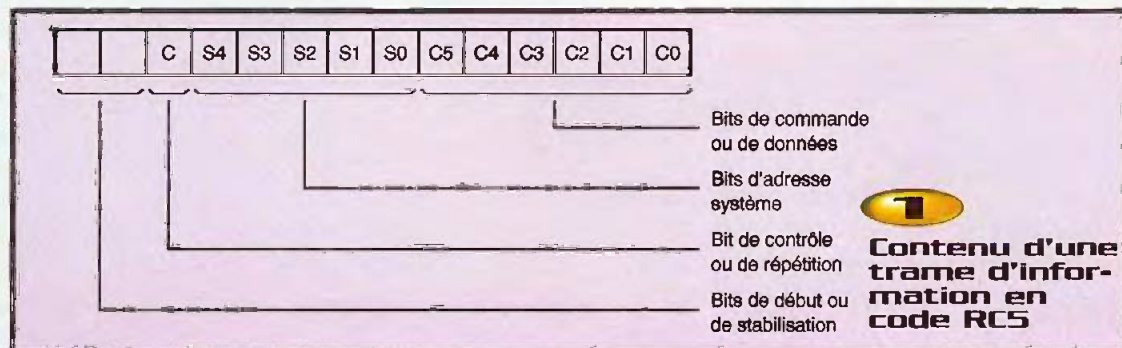 C S4 S3 S2 S1 S0 C5 C4 C3 C2 C1 C0
Bits de commande
ou de données
Bits d'adresse
système
Bit de contrôle
ou de répétition
Bits de début ou
de stabilisation
1
Contenu d'une
trame d'infor-
mation en
code RC5